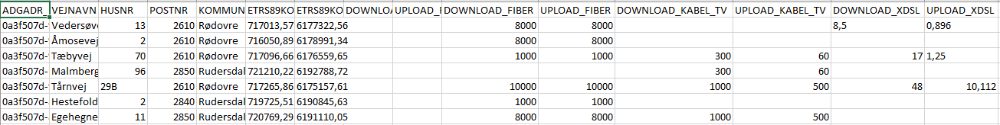 ADGADR VEJNAVN HUSNR POSTNR KOMMUN ETRS89KO ETRS89KO DOWNLOA UPLOAD_ DOWNLOAD_FIBER UPLOAD_FIBER DOWNLOAD_KABEL_TV UPLOAD_KABEL_TV DOWNLOAD_XDSL UPLOAD_XDSL
0a3f507d- Vedersøv 13 2610 Rødovre 717013,57 6177322,56 8000 8000 8,5 0,896
0a3f507d- Åmosevej 2 2610 Rødovre 716050,89 6178991,34 8000 8000
0a3f507d- Tæbyvej 70 2610 Rødovre 717096,66 6176559,65 1000 1000 300 60 17 1,25
0a3f507d- Malmberg 96 2850 Rudersdal 721210,22 6192788,72 300 60
0a3f507d- Tårnvej 29B 2610 Rødovre 717265,86 6175157,61 10000 10000 1000 500 48 10,112
0a3f507d- Hestefold 2 2840 Rudersdal 719725,51 6190845,63 1000 1000
0a3f507d- Egehegne 11 2850 Rudersdal 720769,29 6191110,05 8000 8000 1000 500